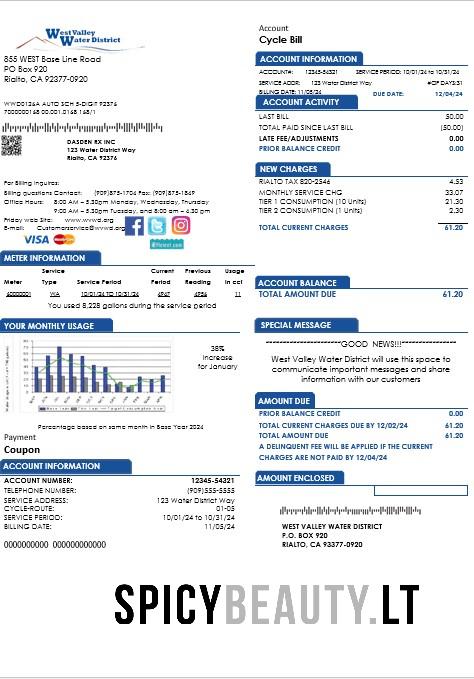 West Valley
Water District
855 WEST Base Line Road
PO Box 920
Rialto, CA 92377-0920
WWD0126A AUTO SCH 5-DIGIT 92376
7000000168 00.001.0168 168/1
DASDEN RX INC
123 Water District Way
Rialto, CA 92376
For Billing Inquires:
Billing questions Contact: (909)875-1704 Fax: (909)875-1869
Office Hours: 8:00 AM – 5:30pm Monday, Wednesday, Thursday
9:00 AM – 5:30pm Tuesday, and 8:00 am – 6:30 pm
Friday web Site: www.wvwd.org
E-mail: Customerservice@wvwd.org
VISA
METER INFORMATION
Service Current Previous Usage
Meter Type Service Period Period Reading in CCF
60000001 WA 10/01/24 TO 10/31/24 4967 4956 11
You used 8,228 gallons during the service period
YOUR MONTHLY USAGE
38%
Increase
for January
Percentage based on same month in Base Year 2024
Payment
Coupon
ACCOUNT INFORMATION
ACCOUNT NUMBER: 12345-54321
TELEPHONE NUMBER: (909)555-5555
SERVICE ADDRESS: 123 Water District Way
CYCLE-ROUTE: 01-05
SERVICE PERIOD: 10/01/24 to 10/31/24
BILLING DATE: 11/05/24
0000000000 000000000000
Account
Cycle Bill
ACCOUNT INFORMATION
ACCOUNT#: 12345-54321 SERVICE PERIOD: 10/01/24 to 10/31/24
SERVICE ADDR: 123 Water District Way #OF DAYS:31
BILLING DATE: 11/05/24 DUE DATE: 12/04/24
ACCOUNT ACTIVITY
LAST BILL 50.00
TOTAL PAID SINCE LAST BILL (50.00)
LATE FEE/ADJUSTMENTS 0.00
PRIOR BALANCE CREDIT 0.00
NEW CHARGES
RIALTO TAX 820-2546 4.53
MONTHLY SERVICE CHG 33.07
TIER 1 CONSUMPTION (10 Units) 21.30
TIER 2 CONSUMPTION (1 Units) 2.30
TOTAL CURRENT CHARGES 61.20
ACCOUNT BALANCE
TOTAL AMOUNT DUE 61.20
SPECIAL MESSAGE
GOOD NEWS!!!
West Valley Water District will use this space to
communicate important messages and share
information with our customers
AMOUNT DUE
PRIOR BALANCE CREDIT 0.00
TOTAL CURRENT CHARGES DUE BY 12/02/24 61.20
TOTAL AMOUNT DUE 61.20
A DELINQUENT FEE WILL BE APPLIED IF THE CURRENT
CHARGES ARE NOT PAID BY 12/04/24
AMOUNT ENCLOSED
WEST VALLEY WATER DISTRICT
P.O. BOX 920
RIALTO, CA 93377-0920
SPICYBEAUTY.LT